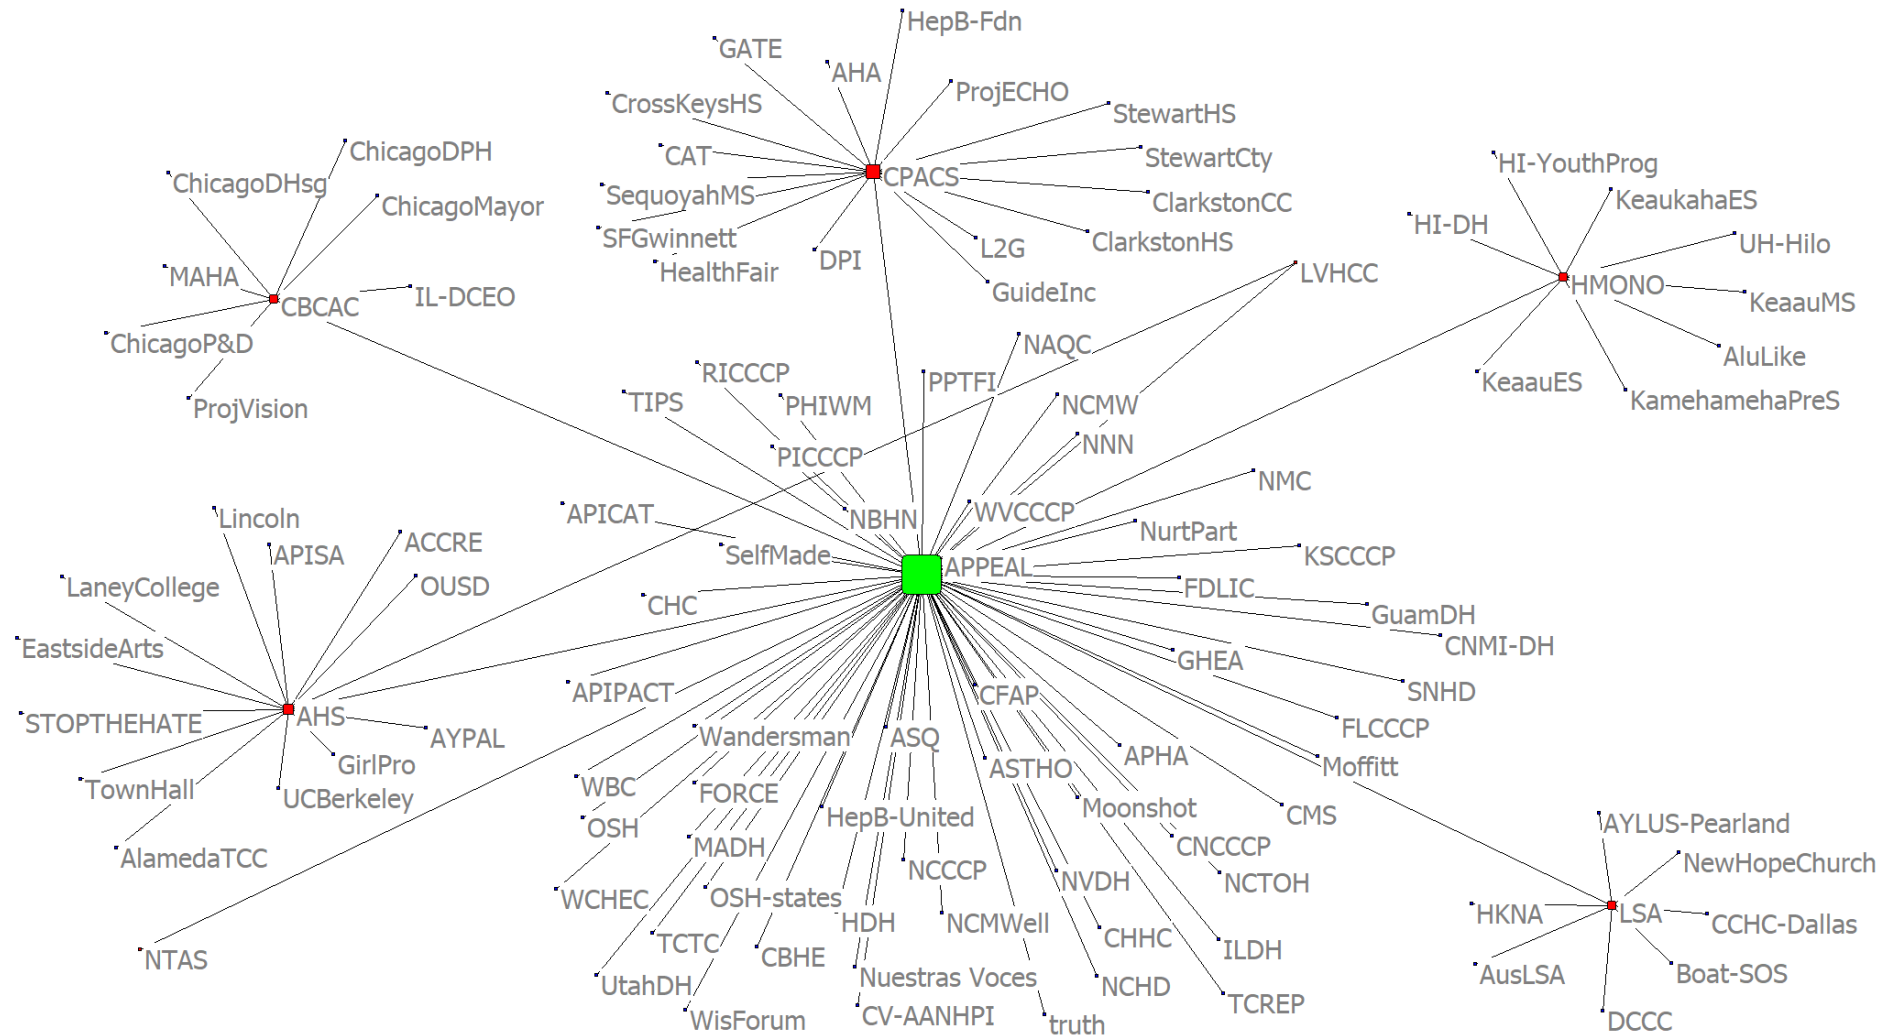 HepB-Fdn
GATE
AHA
ProjECHO
CrossKeysHS
StewartHS
ChicagoDPH
CAT
StewartCty
HI-YouthProg
ChicagoDHsg
CPACS
SequoyahMS
ClarkstonCC
KeaukahaES
ChicagoMayor
HI-DH
SFGwinnett
L2G
ClarkstonHS
UH-Hilo
DPI
HealthFair
LVHCC
MAHA
HMONO
GuideInc
IL-DCEO
KeaauMS
CBCAC
ChicagoP&D
NAQC
AluLike
RICCCP
PPTFI
KeaauES
KamehamehaPreS
TIPS
PHIWM
NCMW
ProjVision
NNN
PICCCP
NMC
APICAT
NBHN
WVCCCP
Lincoln
NurtPart
ACCRE
APISA
SelfMade
KSCCCP
APPEAL
LaneyCollege
OUSD
FDLIC
CHC
GuamDH
EastsideArts
CNMI-DH
GHEA
APIPACT
CFAP
SNHD
STOPTHEHATE
AHS
FLCCCP
AYPAL
Wandersman
ASQ
APHA
GirlPro
ASTHO
Moffitt
TownHall
UCBerkeley
WBC
FORCE
Moonshot
HepB-United
CMS
AYLUS-Pearland
OSH
MADH
CNCCCP
AlamedaTCC
NewHopeChurch
NCCCP
NVDH
NCTOH
WCHEC
OSH-states
HKNA
LSA
HDH
NCMWell
CCHC-Dallas
CHHC
TCTC
ILDH
NTAS
CBHE
AusLSA
Boat-SOS
Nuestras Voces
UtahDH
NCHD
TCREP
WisForum
CV-AANHPI
truth
DCCC